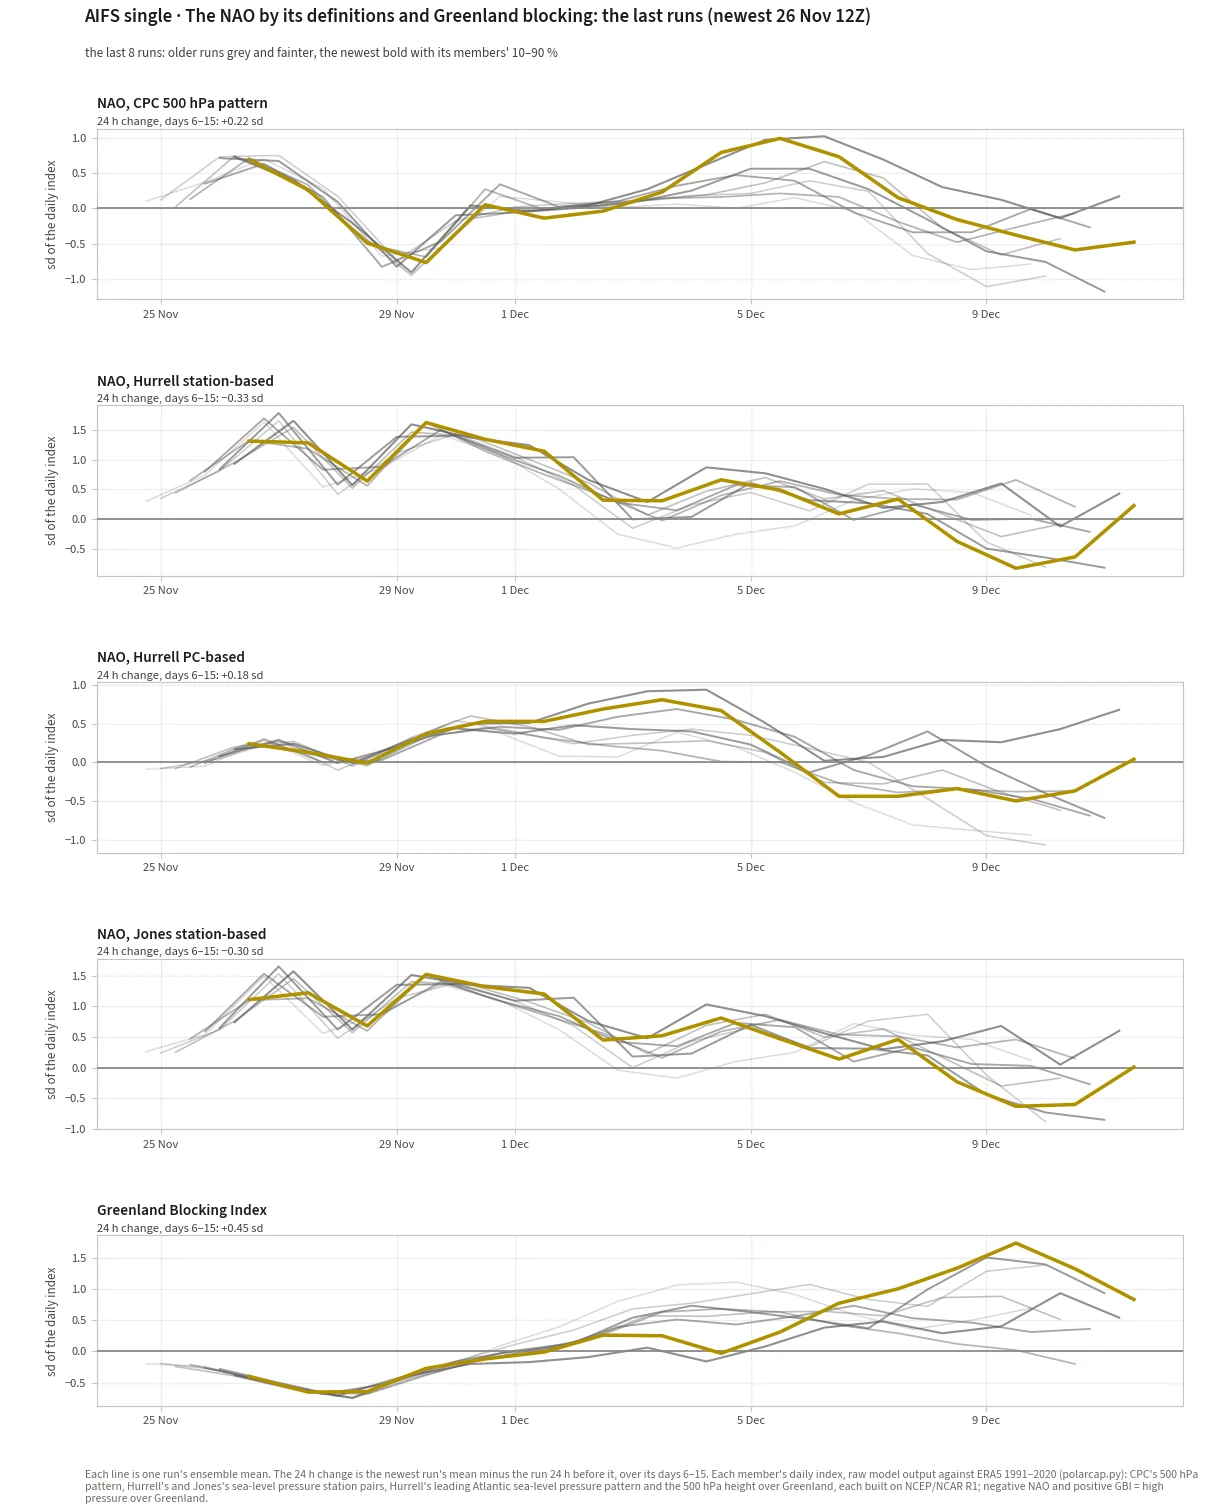 AIFS single · The NAO by its definitions and Greenland blocking: the last runs (newest 26 Nov 12Z)
the last 8 runs: older runs grey and fainter, the newest bold with its members' 10–90 %
NAO, CPC 500 hPa pattern
24 h change, days 6–15: +0.22 sd
sd of the daily index
1.0
0.5
0.0
−0.5
−1.0
25 Nov 29 Nov 1 Dec 5 Dec 9 Dec
NAO, Hurrell station-based
24 h change, days 6–15: −0.33 sd
sd of the daily index
1.5
1.0
0.5
0.0
−0.5
25 Nov 29 Nov 1 Dec 5 Dec 9 Dec
NAO, Hurrell PC-based
24 h change, days 6–15: +0.18 sd
sd of the daily index
1.0
0.5
0.0
−0.5
−1.0
25 Nov 29 Nov 1 Dec 5 Dec 9 Dec
NAO, Jones station-based
24 h change, days 6–15: −0.30 sd
sd of the daily index
1.5
1.0
0.5
0.0
−0.5
−1.0
25 Nov 29 Nov 1 Dec 5 Dec 9 Dec
Greenland Blocking Index
24 h change, days 6–15: +0.45 sd
sd of the daily index
1.5
1.0
0.5
0.0
−0.5
25 Nov 29 Nov 1 Dec 5 Dec 9 Dec
Each line is one run's ensemble mean. The 24 h change is the newest run's mean minus the run 24 h before it, over its days 6–15. Each member's daily index, raw model output against ERA5 1991–2020 (polarcap.py): CPC's 500 hPa
pattern, Hurrell's and Jones's sea-level pressure station pairs, Hurrell's leading Atlantic sea-level pressure pattern and the 500 hPa height over Greenland, each built on NCEP/NCAR R1; negative NAO and positive GBI = high
pressure over Greenland.